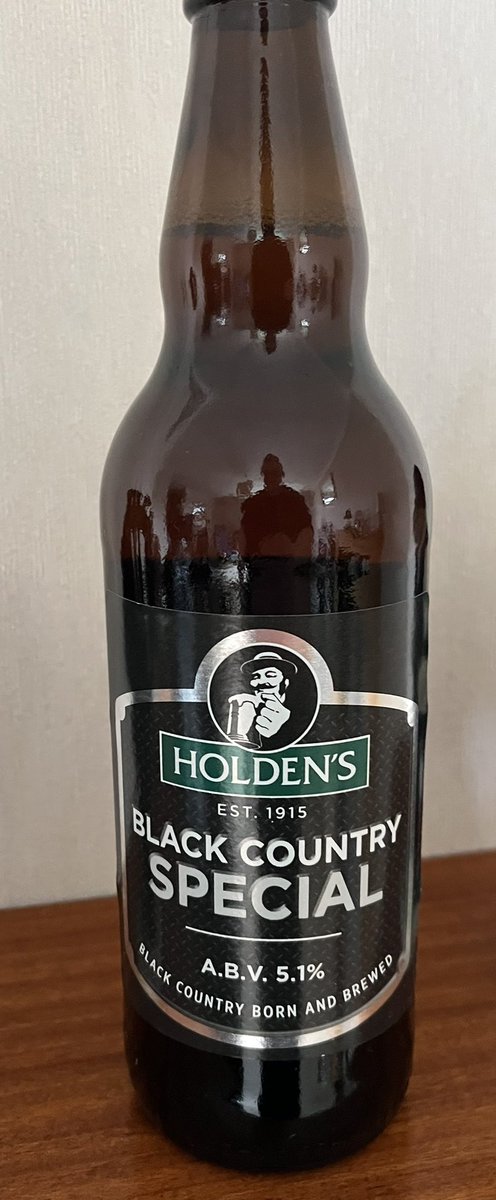 HOLDEN'S
EST. 1915
BLACK COUNTRY
SPECIAL
A.B.V. 5.1%
BLACK COUNTRY BORN AND BREWED